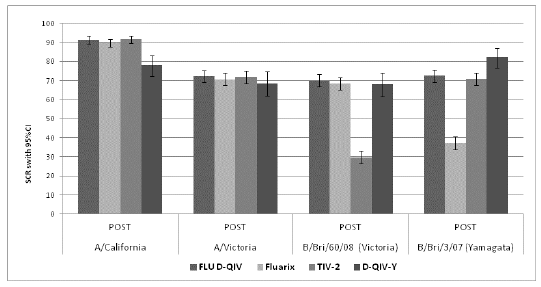 SCR swith 95%CI
100
90
80
70
60
50
40
30
20
10
0
POST POST POST POST
A/California A/Victoria B/Bri/60/08 (Victoria) B/Bri/3/07 (Yamagata)
FLU D-QIV Fluarix TIV-2 D-QIV-Y